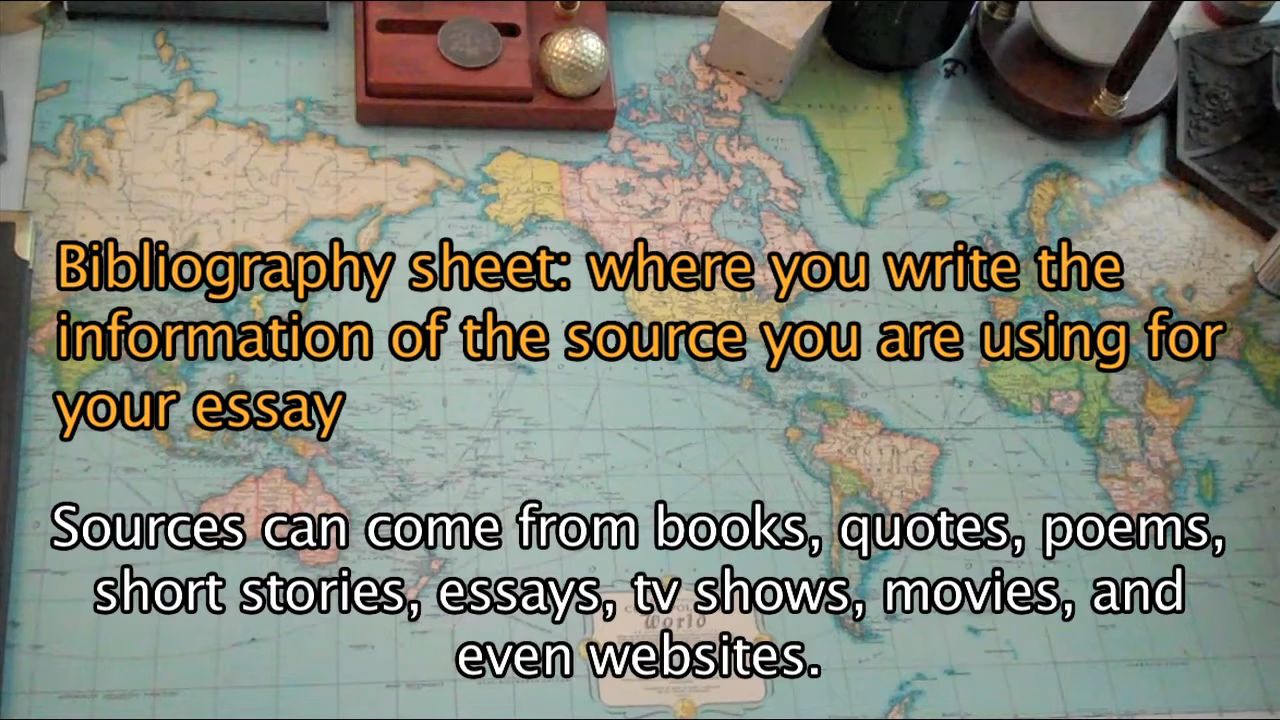 Bibliography sheet: where you write the
information of the source you are using for
your essay
Sources can come from books, quotes, poems,
short stories, essays, tv shows, movies, and
even websites.
World